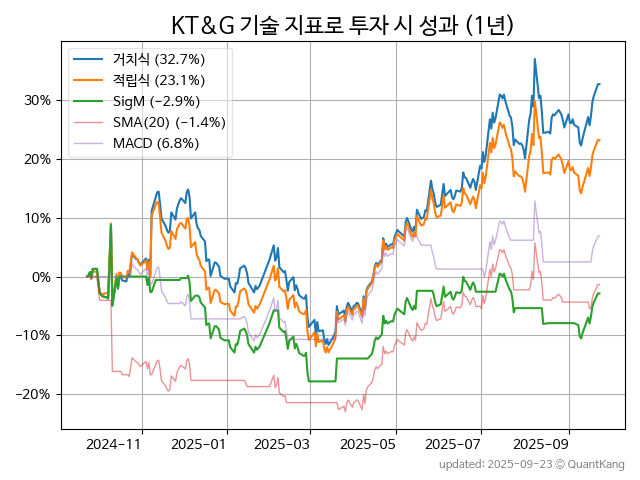 KT&G 기술 지표로 투자 시 성과 (1년)
거치식 (32.7%)
적립식 (23.1%)
SigM (−2.9%)
SMA(20) (−1.4%)
MACD (6.8%)
30%
20%
10%
0%
−10%
−20%
2024-11 2025-01 2025-03 2025-05 2025-07 2025-09
updated: 2025-09-23 © QuantKang